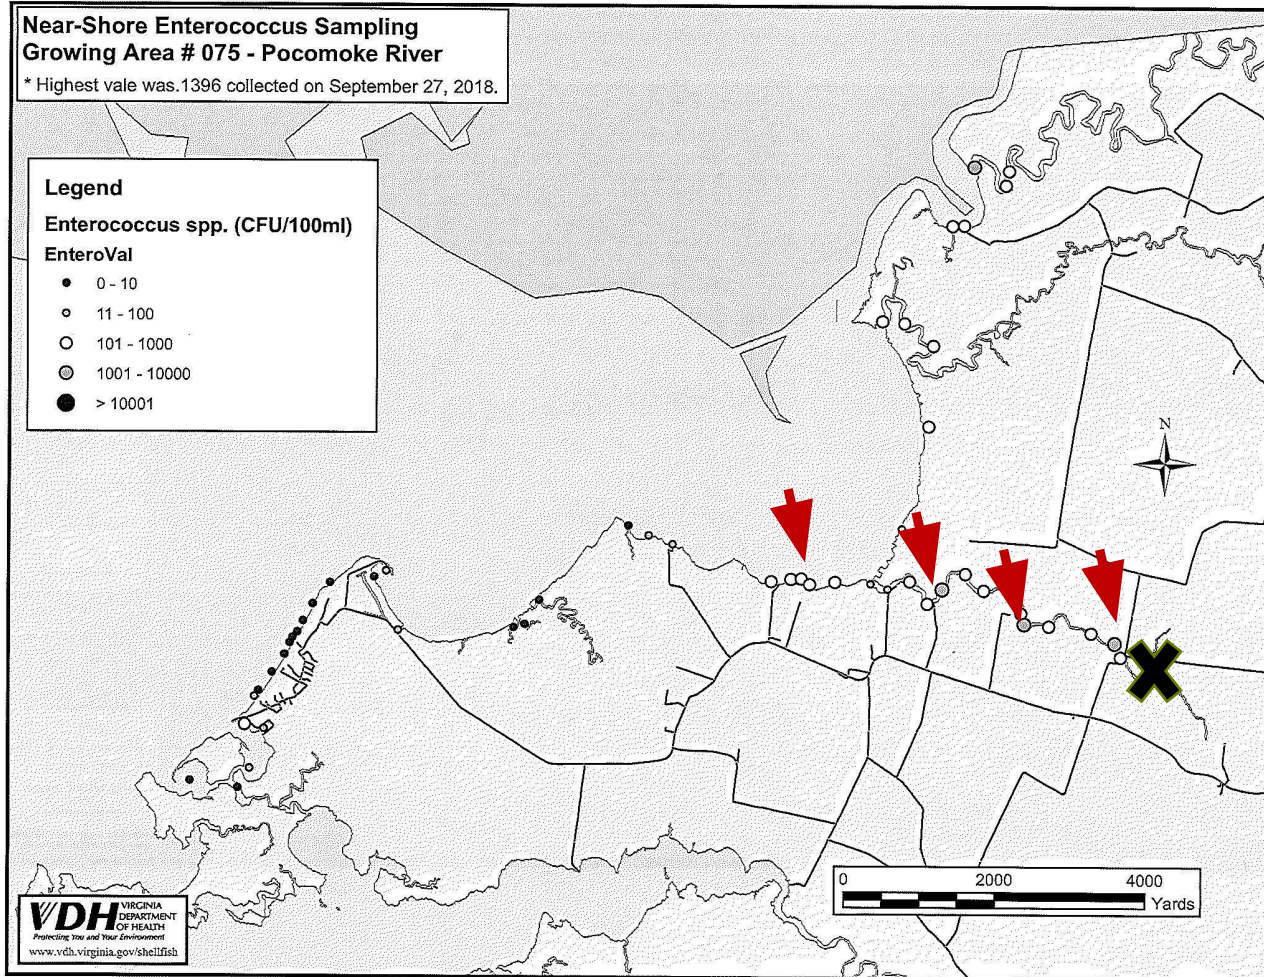 Near-Shore Enterococcus Sampling
Growing Area # 075 - Pocomoke River
* Highest vale was.1396 collected on September 27, 2018.
Legend
Enterococcus spp. (CFU/100ml)
EnteroVal
0 - 10
11 - 100
101 - 1000
1001 - 10000
> 10001
N
0 2000 4000
Yards
VDH VIRGINIA
DEPARTMENT
OF HEALTH
Protecting You and Your Environment
www.vdh.virginia.gov/shellfish